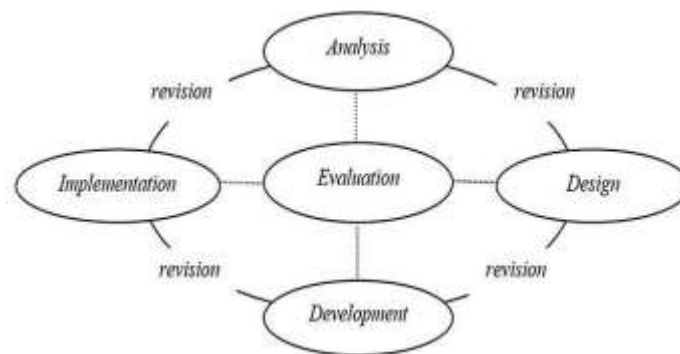 Analysis
revision
revision
Implementation
Evaluation
Design
revision
revision
Development